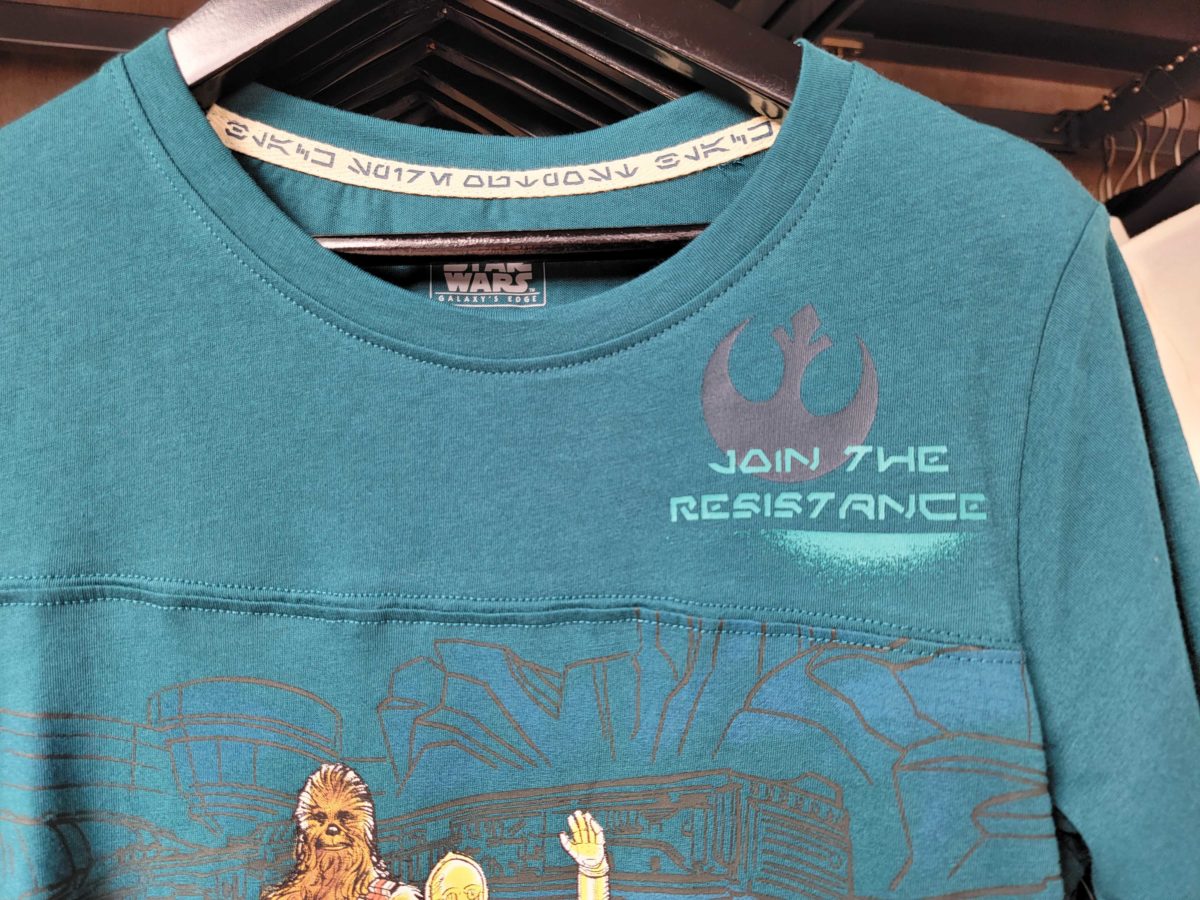 STAR
WARS
GALAXY'S EDGE
JOIN THE
RESISTANCE